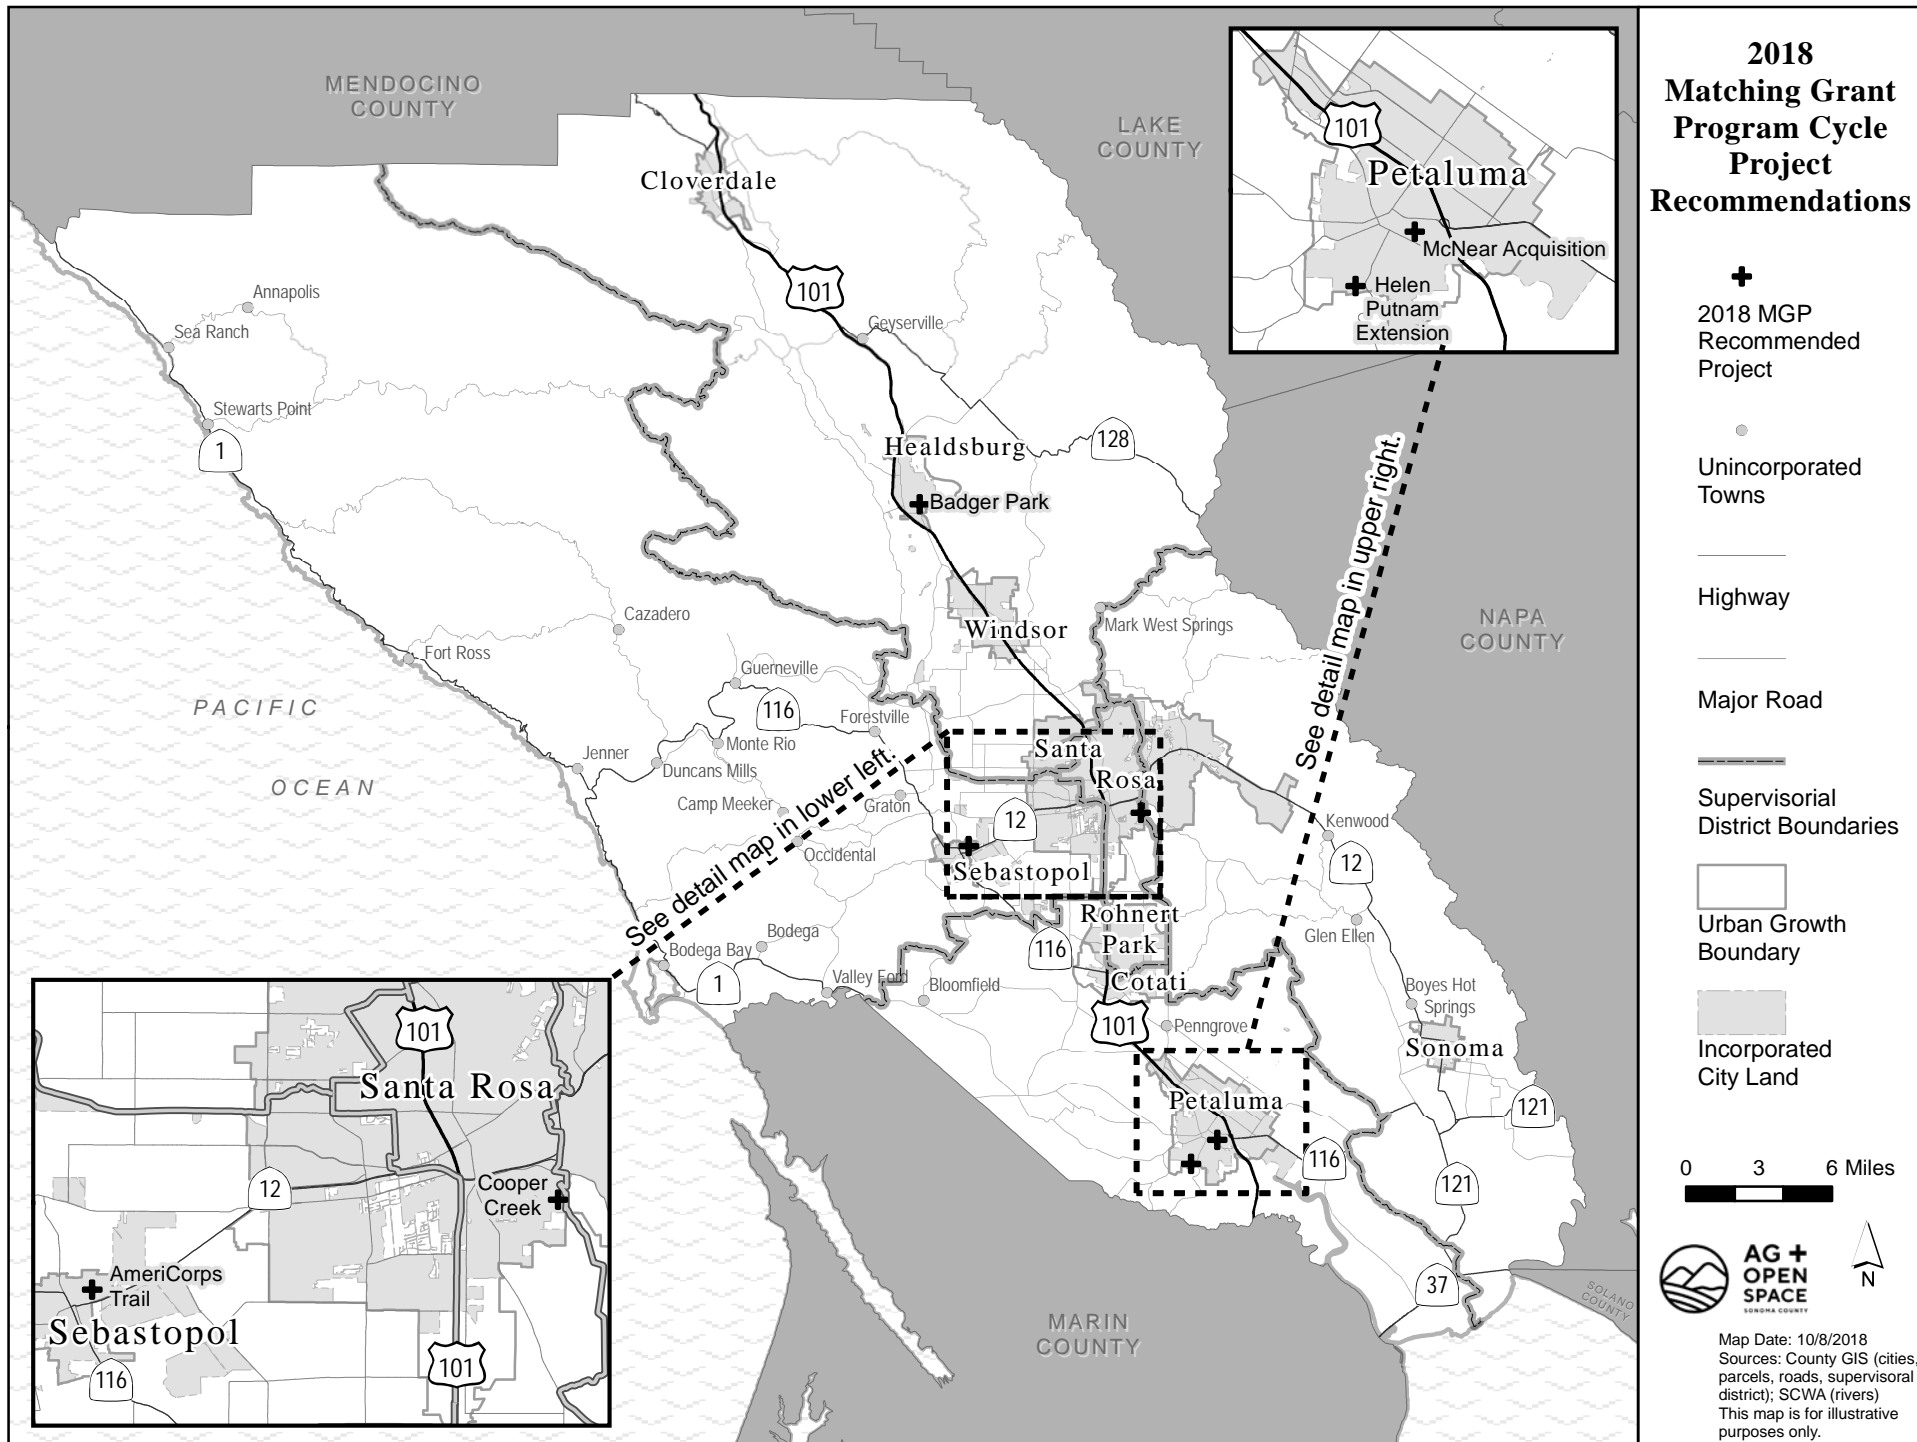 2018
Matching Grant
Program Cycle
Project
Recommendations
2018 MGP
Recommended
Project
Unincorporated
Towns
Highway
Major Road
Supervisorial
District Boundaries
Urban Growth
Boundary
Incorporated
City Land
0 3 6 Miles
AG +
OPEN
SPACE
SONOMA COUNTY
N
Map Date: 10/8/2018
Sources: County GIS (cities,
parcels, roads, supervisoral
district); SCWA (rivers)
This map is for illustrative
purposes only.
MENDOCINO
COUNTY
LAKE
COUNTY
NAPA
COUNTY
SOLANO
COUNTY
MARIN
COUNTY
PACIFIC
OCEAN
Cloverdale
101
Annapolis
Sea Ranch
Geyserville
Stewarts Point
1
128
Healdsburg
Badger Park
Cazadero
Windsor
Mark West Springs
Fort Ross
Guerneville
116
Forestville
Jenner
Monte Rio
Duncans Mills
Santa
Rosa
Camp Meeker
Graton
12
Kenwood
12
Occidental
Sebastopol
See detail map in lower left.
See detail map in upper right.
Rohnert
Park
Cotati
116
Glen Ellen
Bodega
Bodega Bay
1
Valley Ford
Bloomfield
Boyes Hot
Springs
101
Penngrove
Sonoma
Petaluma
121
116
121
37
101
Petaluma
McNear Acquisition
Helen
Putnam
Extension
101
Santa Rosa
12
Cooper
Creek
AmeriCorps
Trail
Sebastopol
116
101